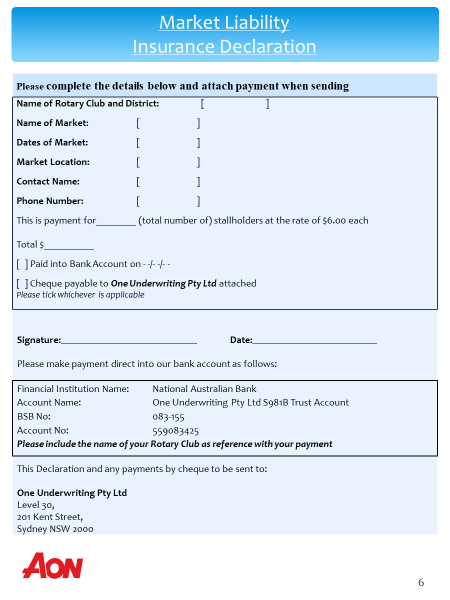 Market Liability
Insurance Declaration
Please complete the details below and attach payment when sending
Name of Rotary Club and District: [ ]
Name of Market: [ ]
Dates of Market: [ ]
Market Location: [ ]
Contact Name: [ ]
Phone Number: [ ]
This is payment for________ (total number of) stallholders at the rate of $6.00 each
Total $__________
[ ] Paid into Bank Account on - -/- -/- -
[ ] Cheque payable to One Underwriting Pty Ltd attached
Please tick whichever is applicable
Signature:___________________________ Date:_________________________
Please make payment direct into our bank account as follows:
Financial Institution Name: National Australian Bank
Account Name: One Underwriting Pty Ltd S981B Trust Account
BSB No: 083-155
Account No: 559083425
Please include the name of your Rotary Club as reference with your payment
This Declaration and any payments by cheque to be sent to:
One Underwriting Pty Ltd
Level 30,
201 Kent Street,
Sydney NSW 2000
AON
6